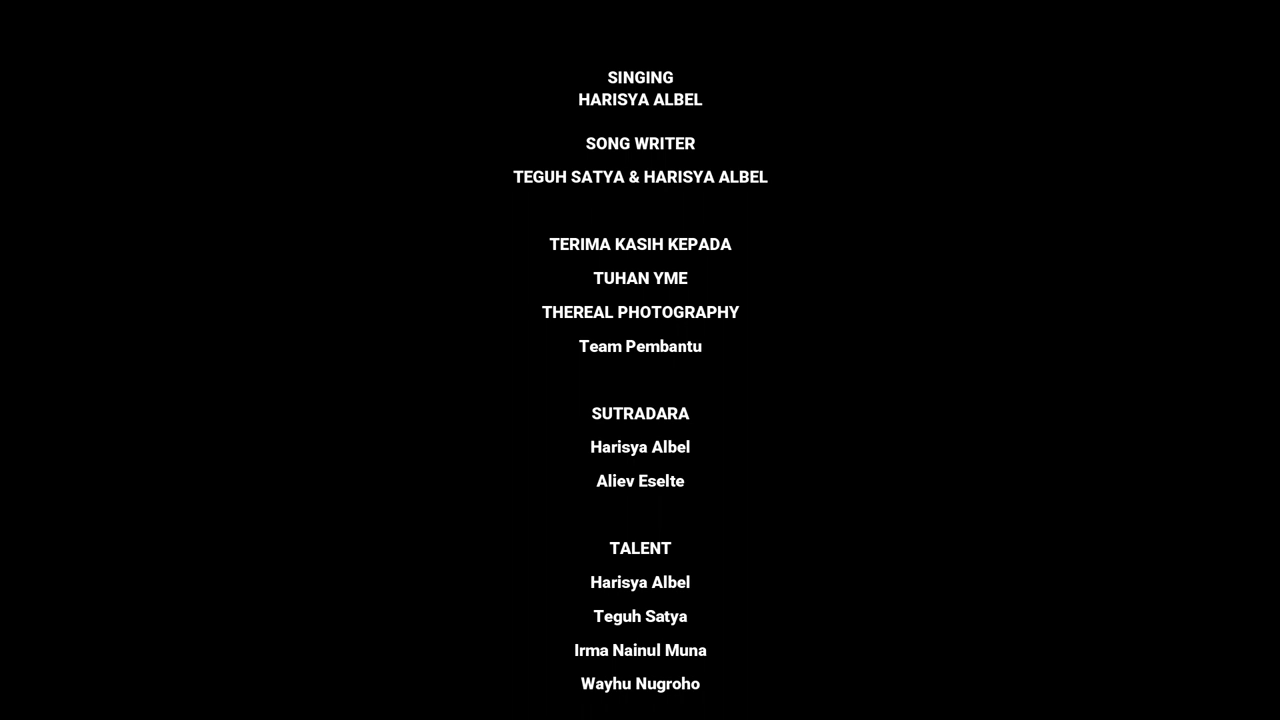 SINGING
HARISYA ALBEL
SONG WRITER
TEGUH SATYA & HARISYA ALBEL
TERIMA KASIH KEPADA
TUHAN YME
THEREAL PHOTOGRAPHY
Team Pembantu
SUTRADARA
Harisya Albel
Aliev Eselte
TALENT
Harisya Albel
Teguh Satya
Irma Nainul Muna
Wayhu Nugroho